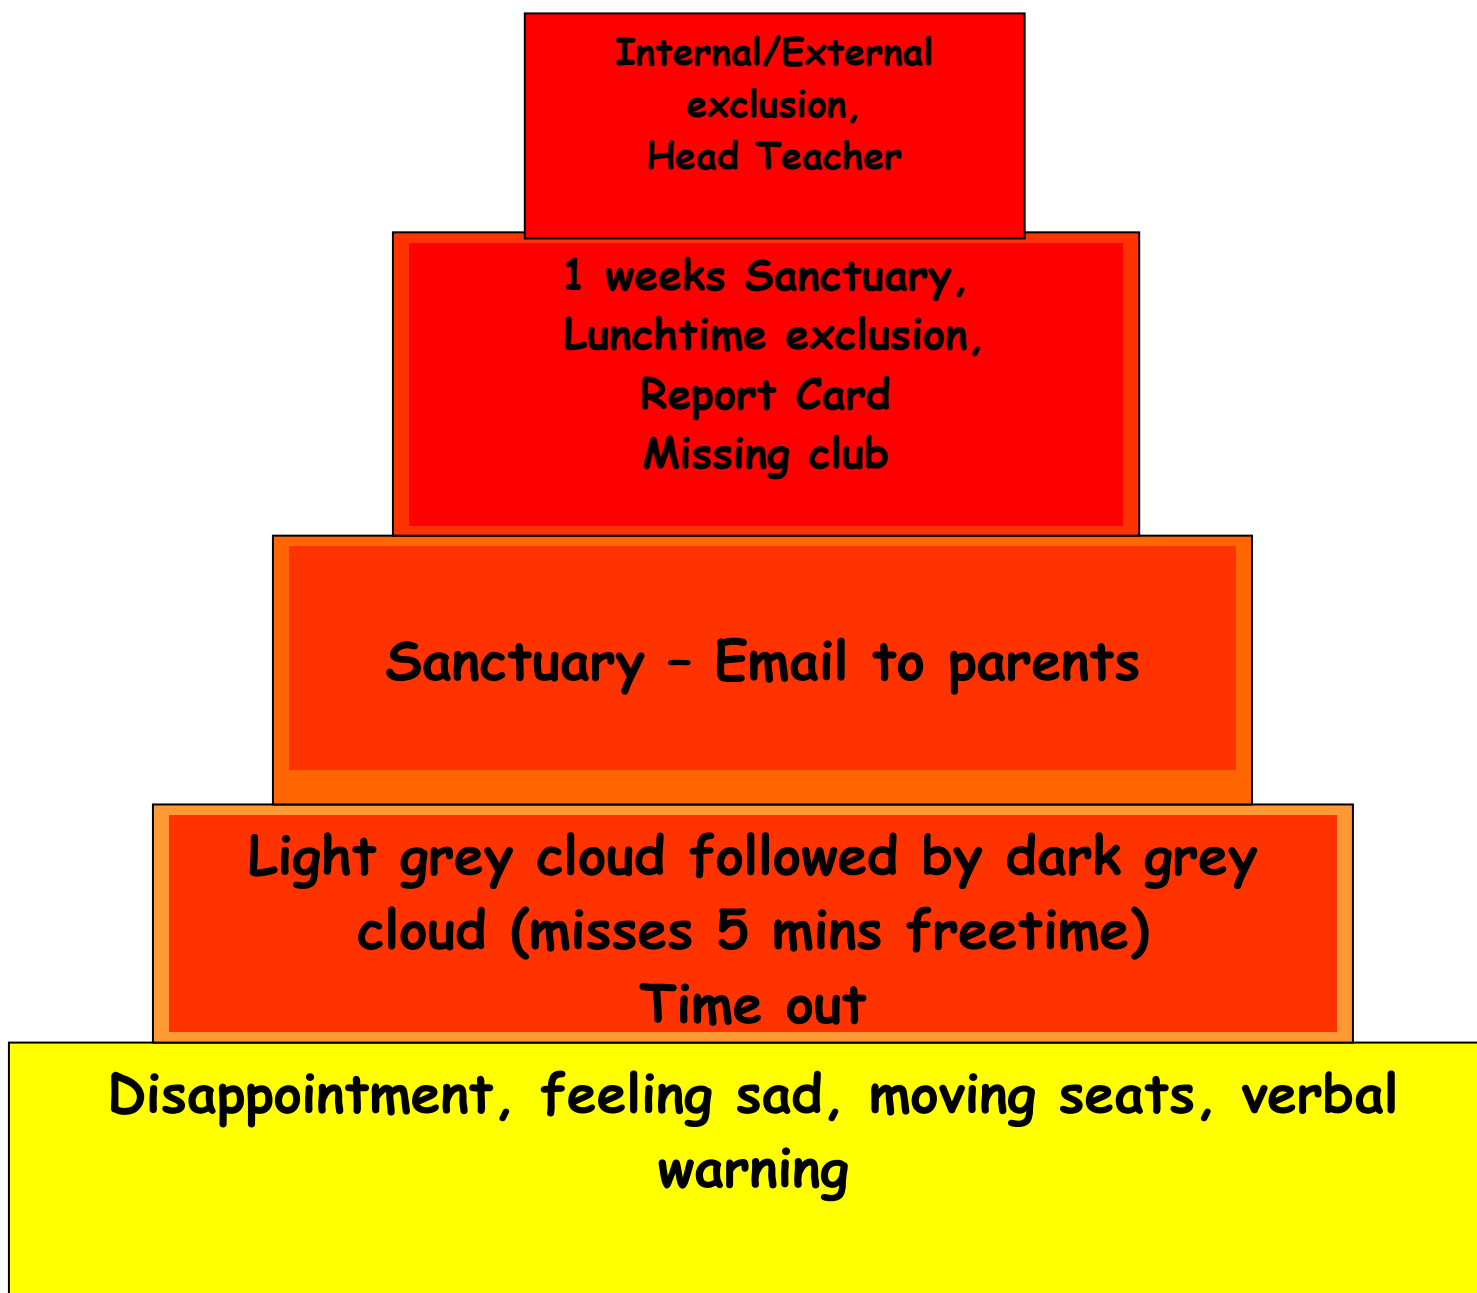 Internal/External
exclusion,
Head Teacher
1 weeks Sanctuary,
Lunchtime exclusion,
Report Card
Missing club
Sanctuary – Email to parents
Light grey cloud followed by dark grey
cloud (misses 5 mins freetime)
Time out
Disappointment, feeling sad, moving seats, verbal
warning